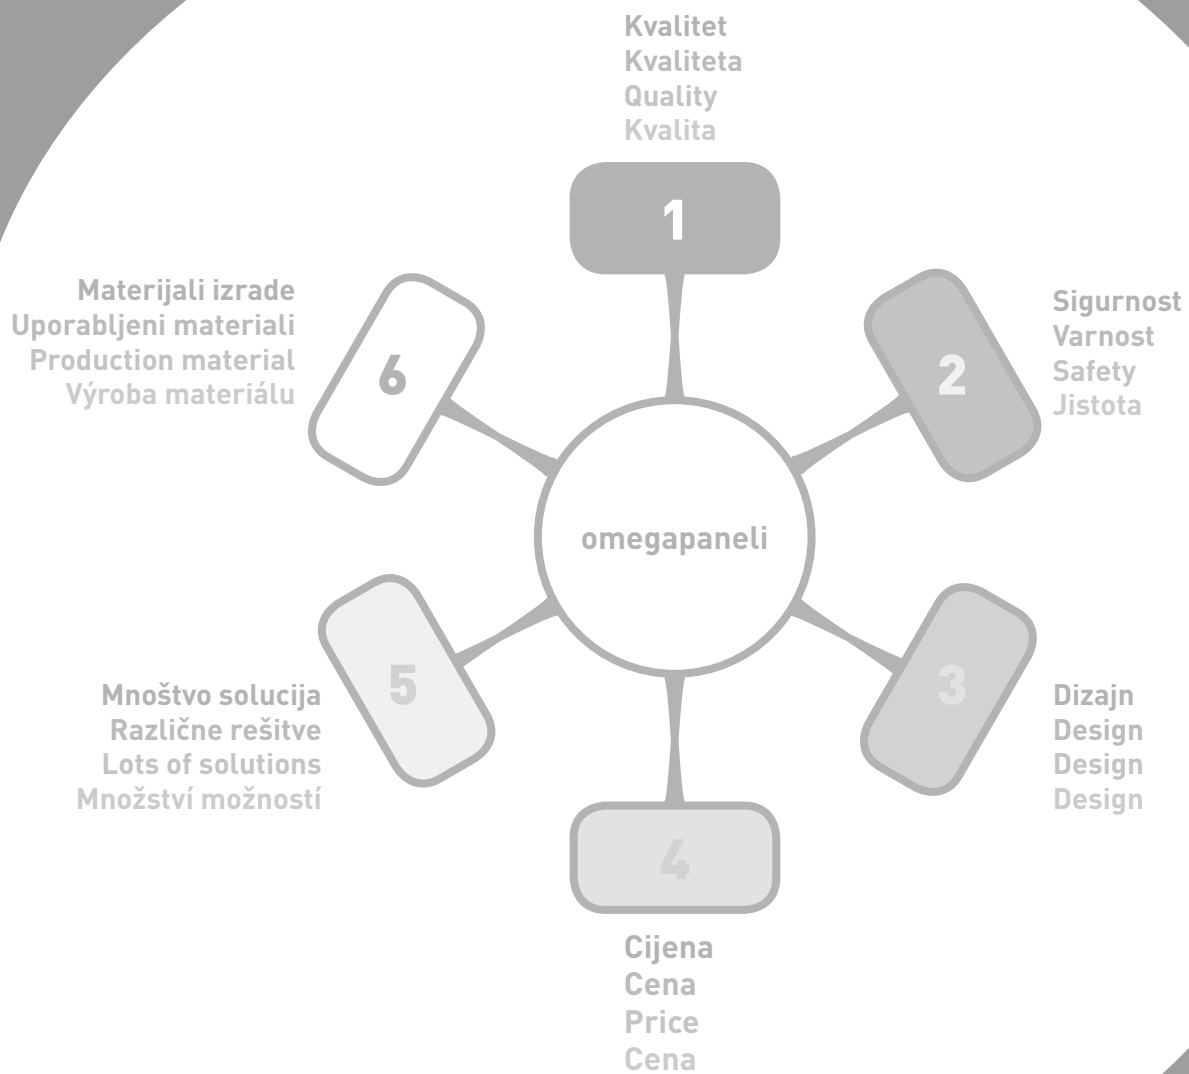 Kvalitet
Kvaliteta
Quality
Kvalita
1
Sigurnost
Varnost
Safety
Jistota
2
Dizajn
Design
Design
Design
3
Cijena
Cena
Price
Cena
4
Mnoštvo solucija
Različne rešitve
Lots of solutions
Množství možností
5
Materijali izrade
Uporabljeni materiali
Production material
Výroba materiálu
6
omegapaneli